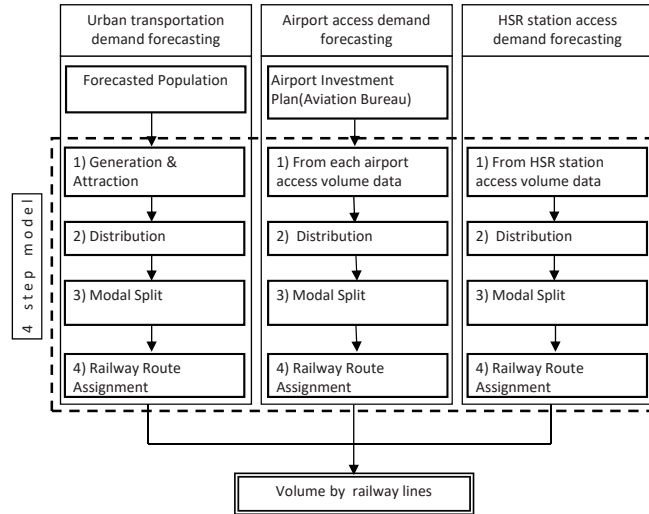 Urban transportation
demand forecasting
Airport access demand
forecasting
HSR station access
demand forecasting
Forecasted Population
Airport Investment
Plan(Aviation Bureau)
4 step model
1) Generation &
Attraction
1) From each airport
access volume data
1) From HSR station
access volume data
2) Distribution
2) Distribution
2) Distribution
3) Modal Split
3) Modal Split
3) Modal Split
4) Railway Route
Assignment
4) Railway Route
Assignment
4) Railway Route
Assignment
Volume by railway lines